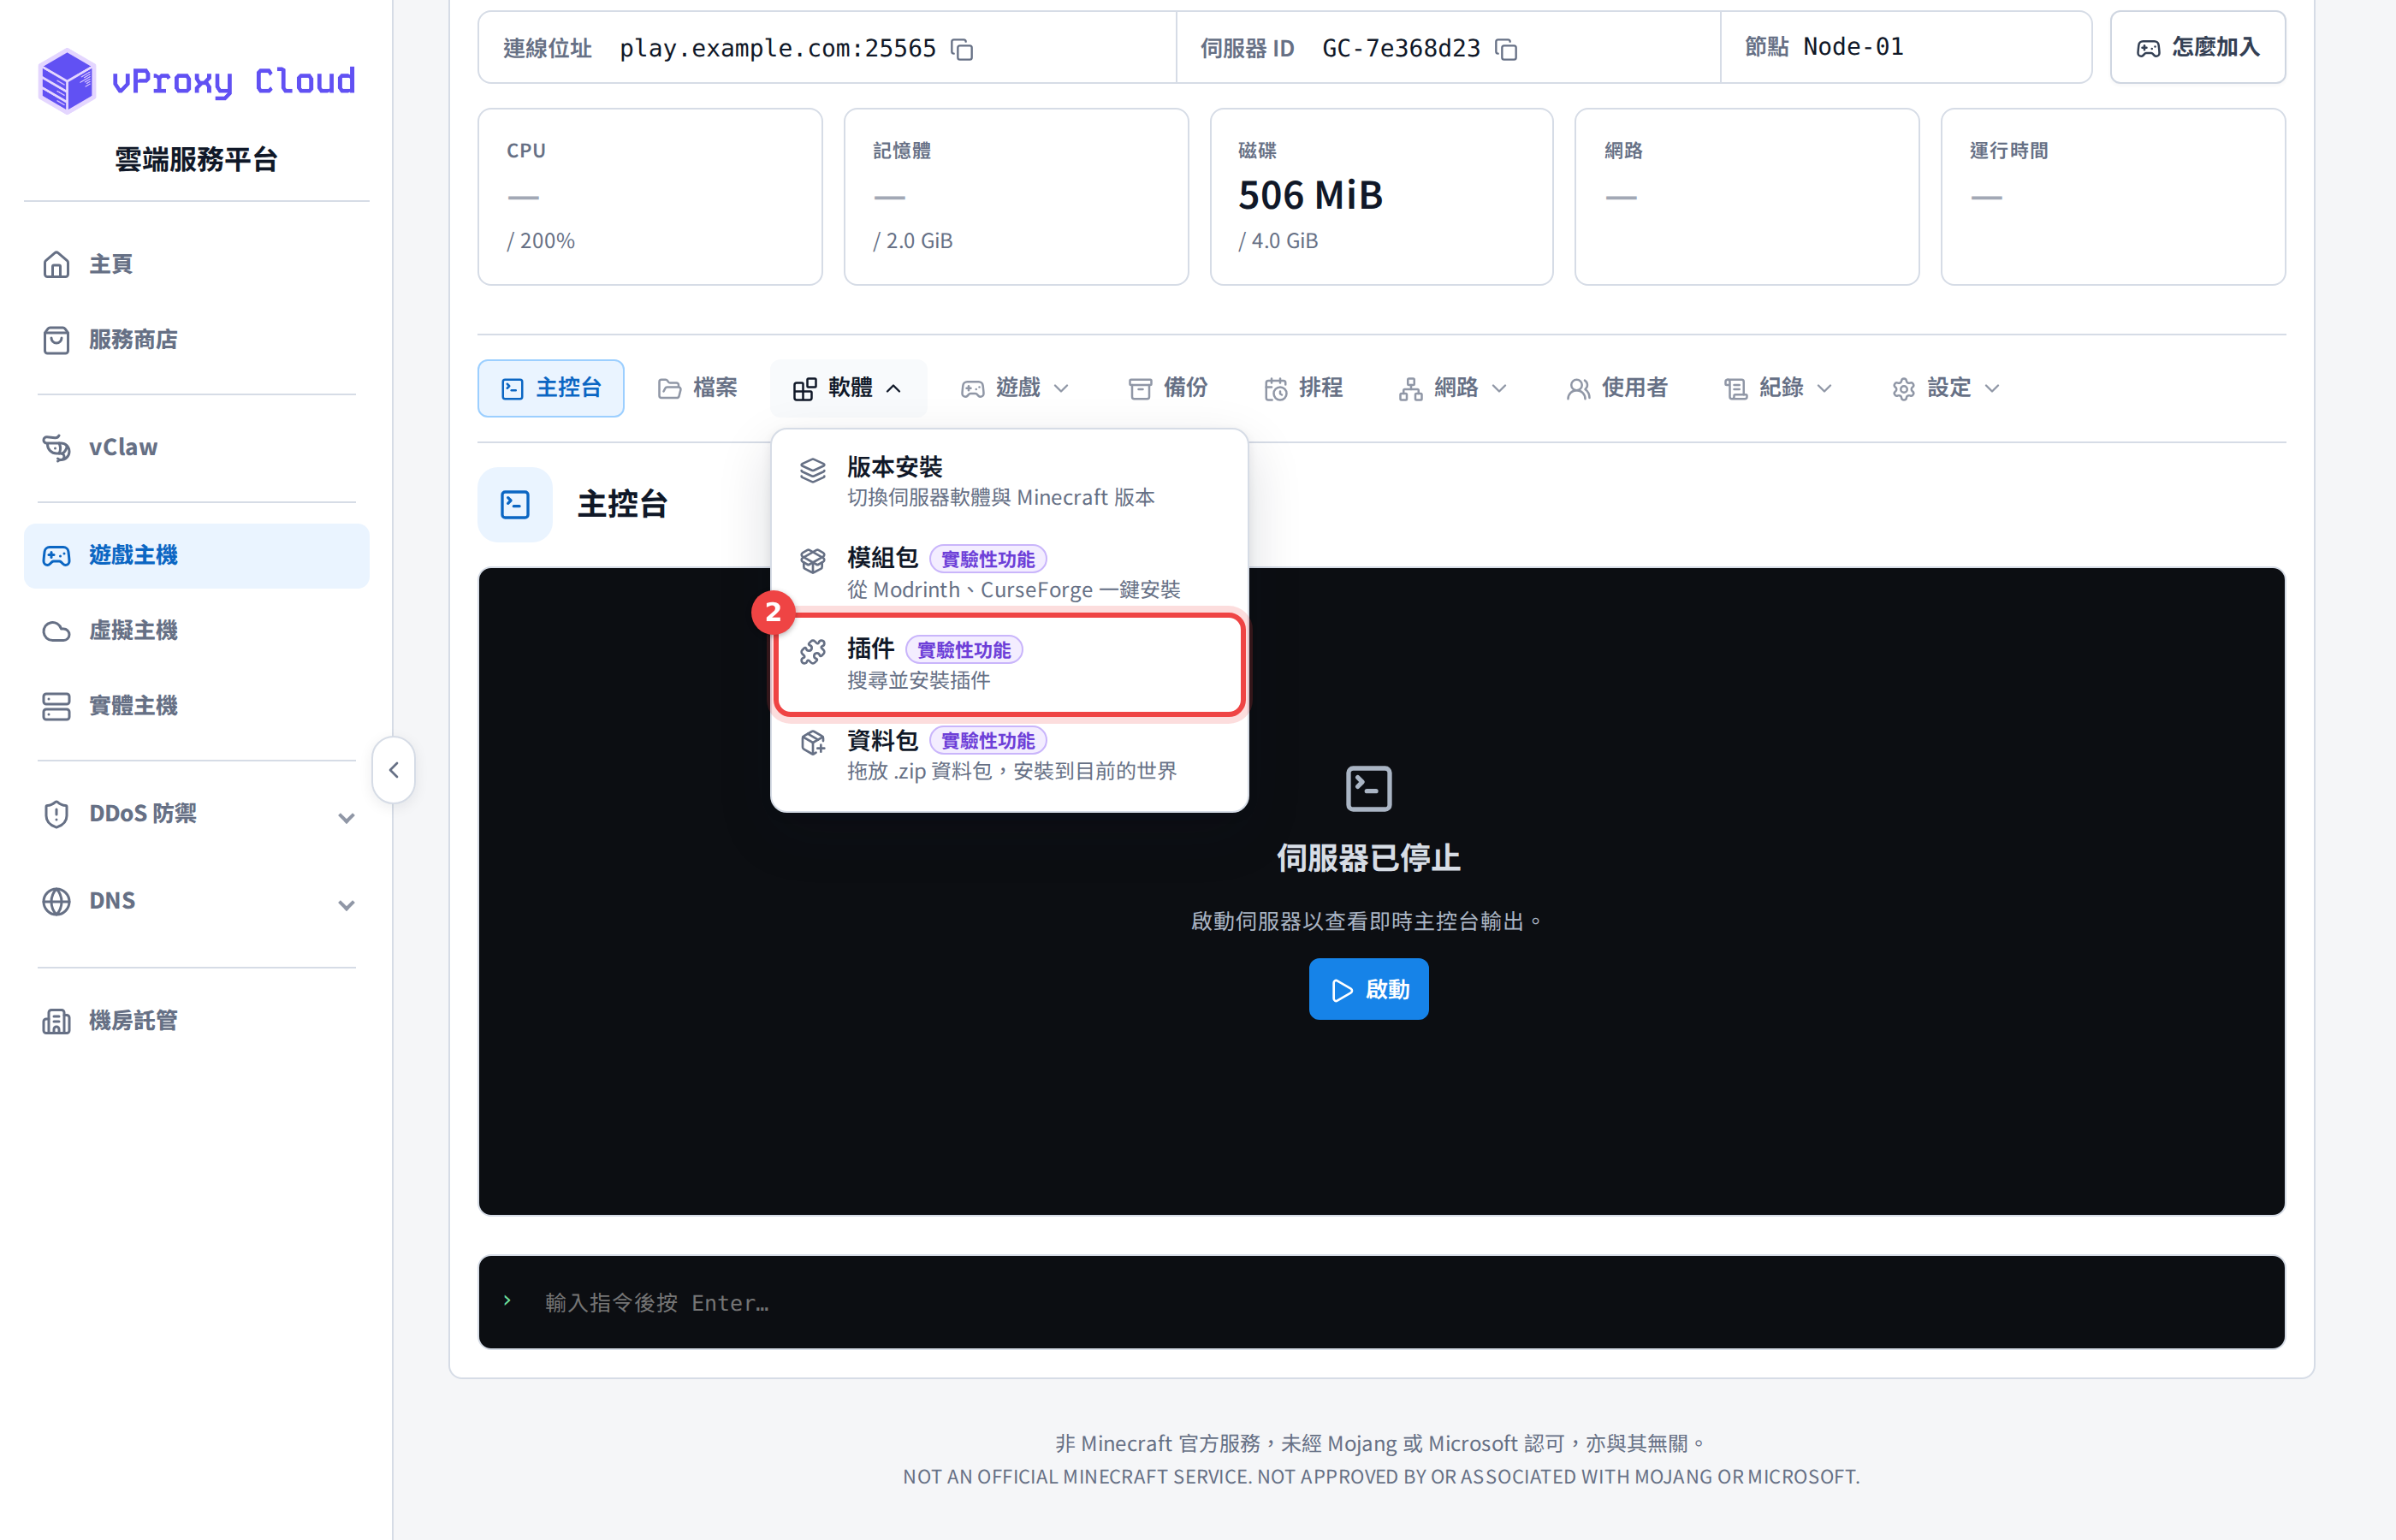 vProxy Cloud
雲端服務平台
主頁
服務商店
vClaw
遊戲主機
虛擬主機
實體主機
DDoS 防禦
DNS
機房託管
連線位址 play.example.com:25565
伺服器 ID GC-7e368d23
節點 Node-01
怎麼加入
CPU
—
/ 200%
記憶體
—
/ 2.0 GiB
磁碟
506 MiB
/ 4.0 GiB
網路
—
運行時間
—
主控台 檔案 軟體 遊戲 備份 排程 網路 使用者 紀錄 設定
主控台
版本安裝
切換伺服器軟體與 Minecraft 版本
模組包 實驗性功能
從 Modrinth、CurseForge 一鍵安裝
2
插件 實驗性功能
搜尋並安裝插件
資料包 實驗性功能
拖放 .zip 資料包，安裝到目前的世界
伺服器已停止
啟動伺服器以查看即時主控台輸出。
啟動
› 輸入指令後按 Enter…
非 Minecraft 官方服務，未經 Mojang 或 Microsoft 認可，亦與其無關。
NOT AN OFFICIAL MINECRAFT SERVICE. NOT APPROVED BY OR ASSOCIATED WITH MOJANG OR MICROSOFT.